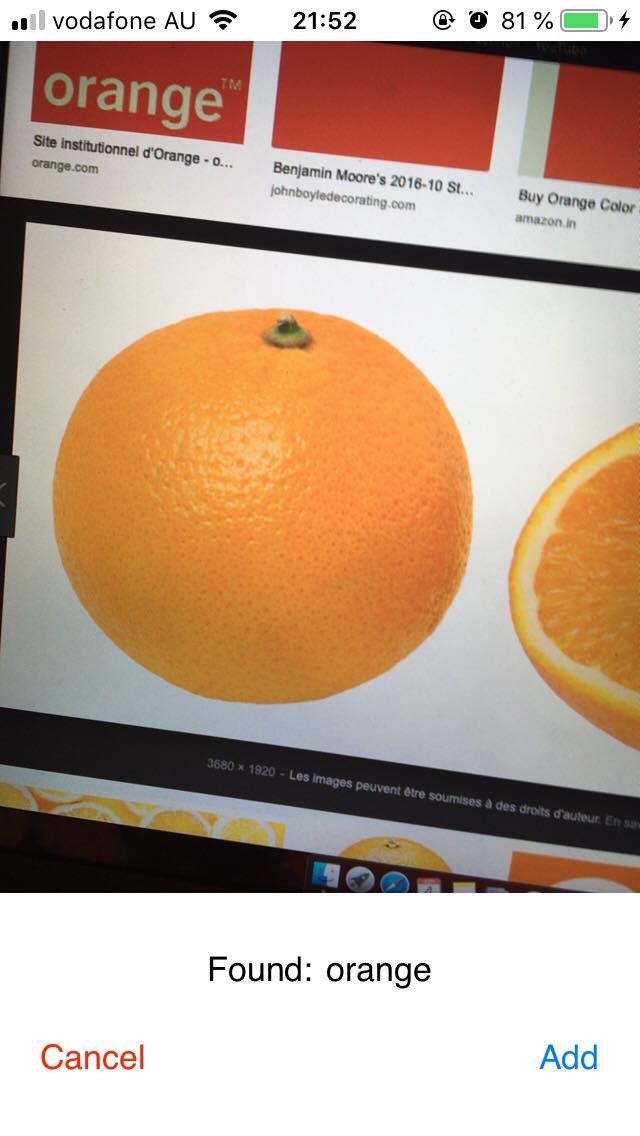 vodafone AU
21:52
81 %
orange™
Site institutionnel d'Orange - o...
orange.com
Benjamin Moore's 2016-10 St...
johnboyledecorating.com
Buy Orange Color
amazon.in
3680 × 1920 - Les images peuvent être soumises à des droits d'auteur. En sav
Found: orange
Cancel
Add